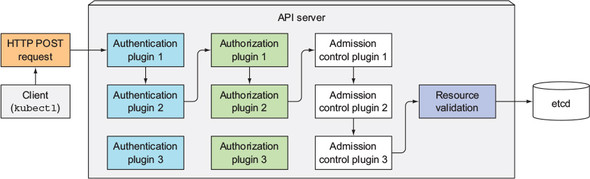 API server
HTTP POST
request
Client
(kubectl)
Authentication
plugin 1
Authentication
plugin 2
Authentication
plugin 3
Authorization
plugin 1
Authorization
plugin 2
Authorization
plugin 3
Admission
control plugin 1
Admission
control plugin 2
Admission
control plugin 3
Resource
validation
etcd